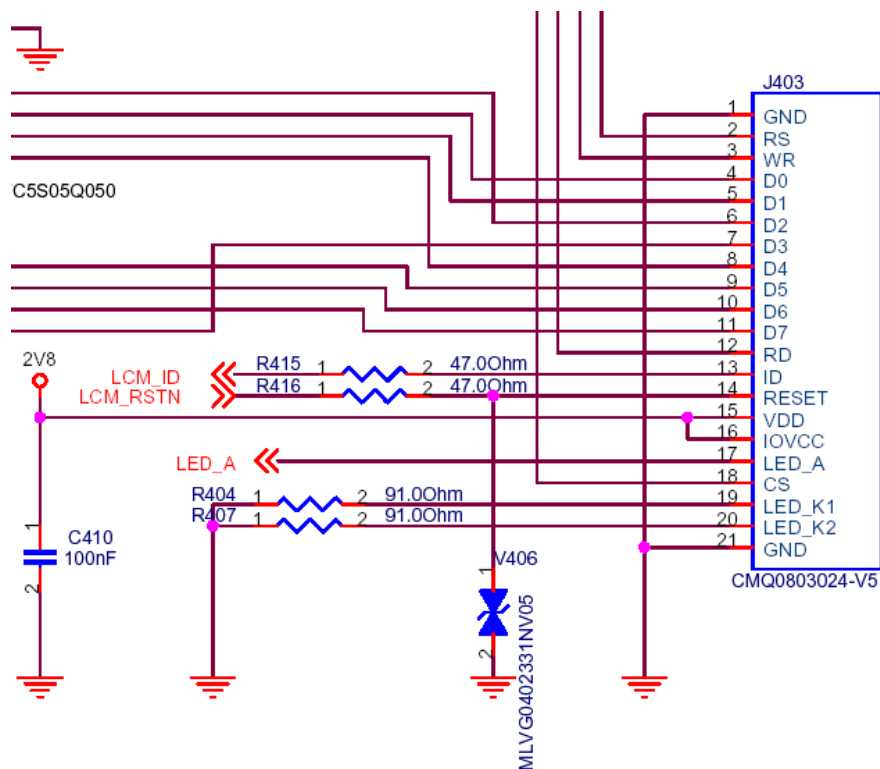 J403
1 GND
2 RS
3 WR
4 D0
5 D1
6 D2
7 D3
8 D4
9 D5
10 D6
11 D7
12 RD
13 ID
14 RESET
15 VDD
16 IOVCC
17 LED_A
18 CS
19 LED_K1
20 LED_K2
21 GND
CMQ0803024-V5
C5S05Q050
2V8
LCM_ID R415 1 2 47.0Ohm
LCM_RSTN R416 1 2 47.0Ohm
LED_A
R404 1 2 91.0Ohm
R407 1 2 91.0Ohm
1
C410
100nF
2
V406
1
2
MLVG0402331NV05